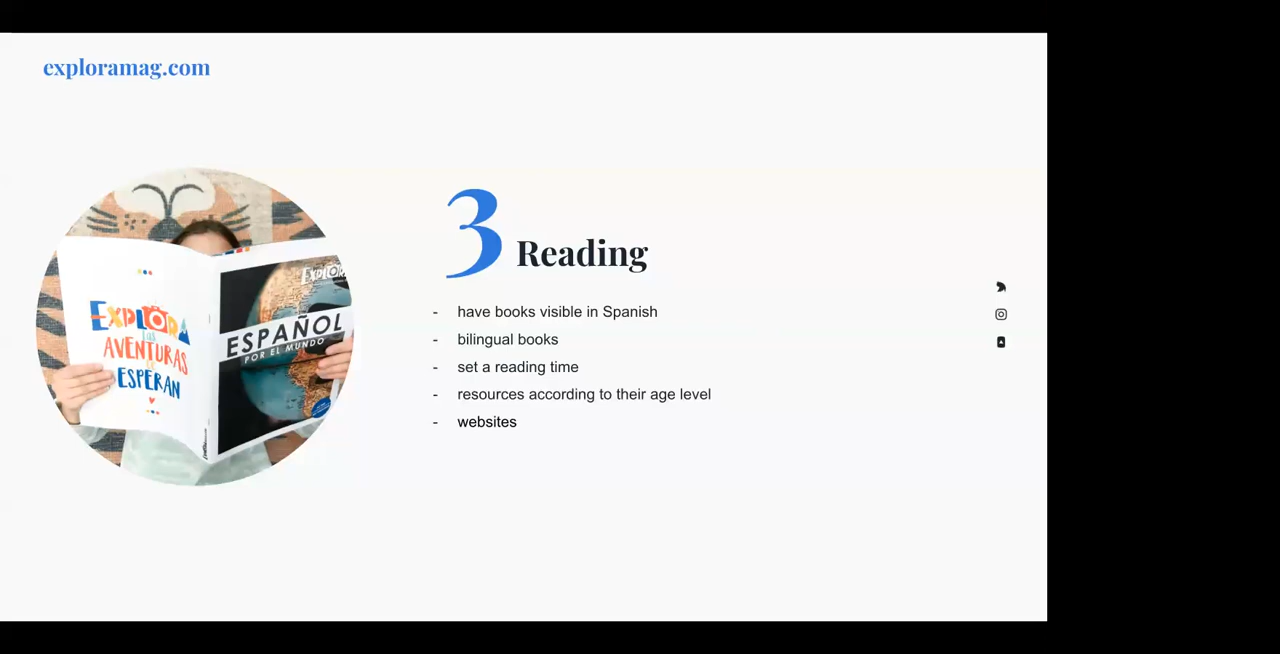 exploramag.com
3 Reading
- have books visible in Spanish
- bilingual books
- set a reading time
- resources according to their age level
- websites
EXPLORA
LAS
AVENTURAS
ESPERAN
EXPLORA
ESPAÑOL
POR EL MUNDO